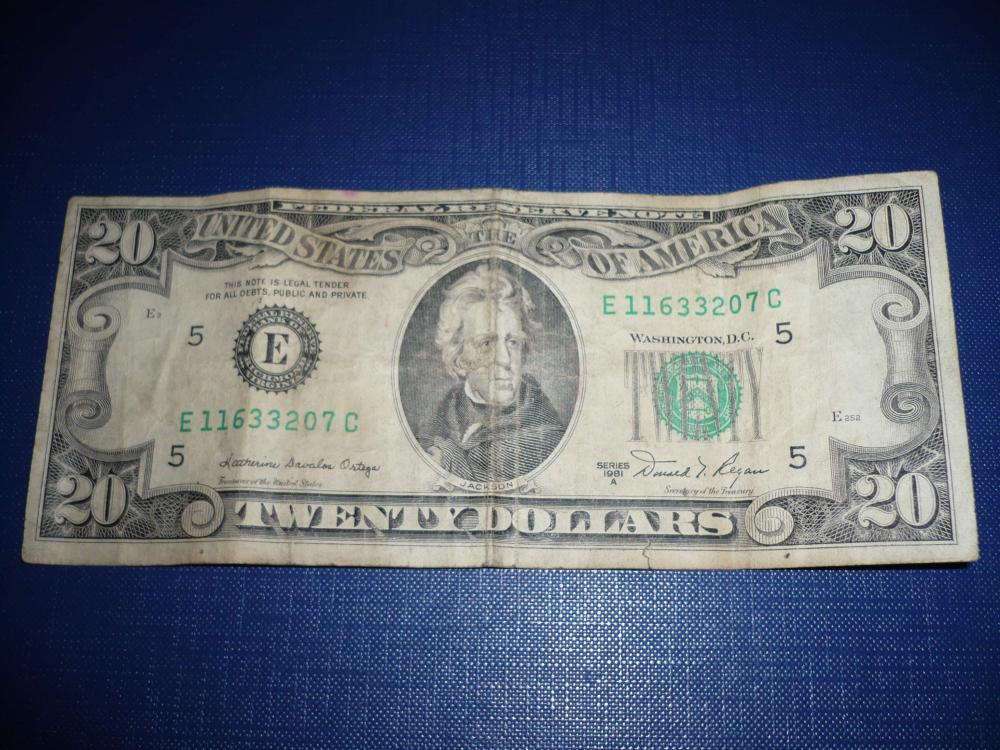 FEDERAL RESERVE NOTE
20 UNITED STATES THE OF AMERICA 20
THIS NOTE IS LEGAL TENDER
FOR ALL DEBTS, PUBLIC AND PRIVATE
E 11633207 C
E3
5
E
WASHINGTON, D.C.
5
TWENTY
E 252
E 11633207 C
5
Katherine Davalos Ortega
Treasurer of the United States
JACKSON
SERIES
1981
A
Donald T. Regan
Secretary of the Treasury
5
20 TWENTY DOLLARS 20